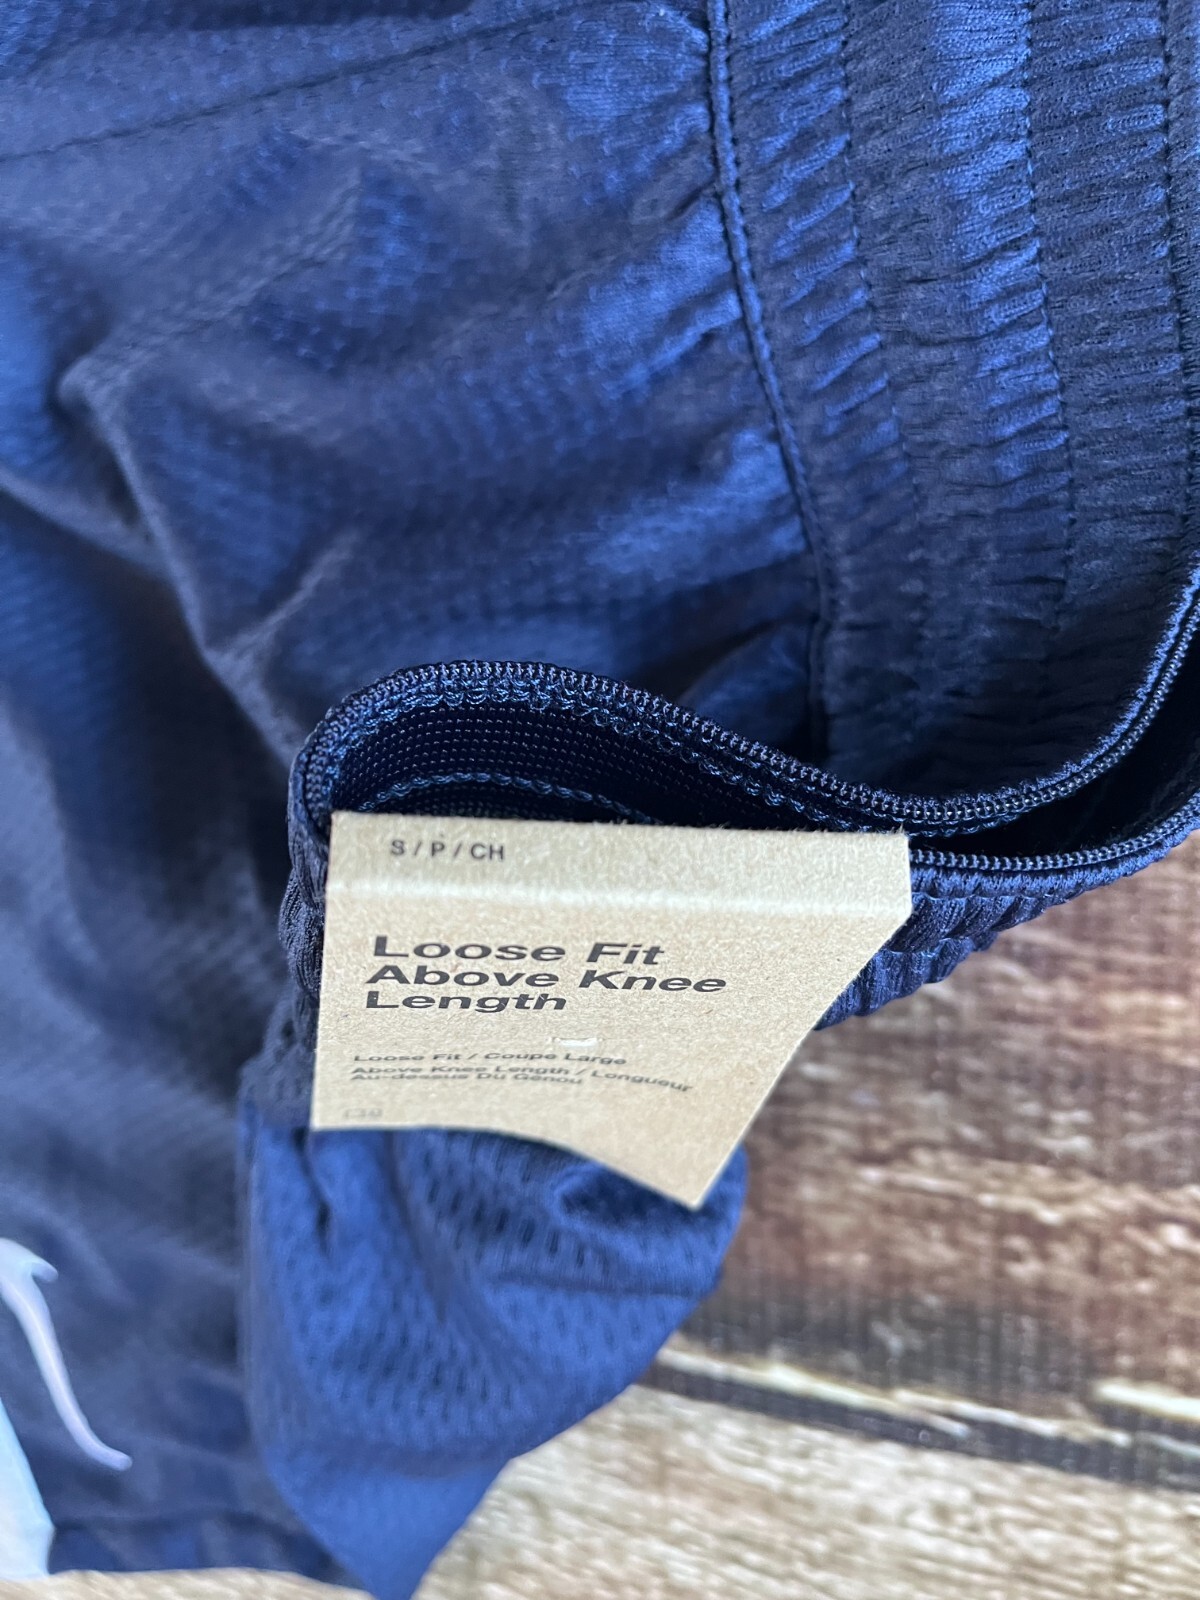 S / P / CH
Loose Fit
Above Knee
Length
Loose Fit / Coupe Large
Above Knee Length / Longueur
Au-dessus Du Genou